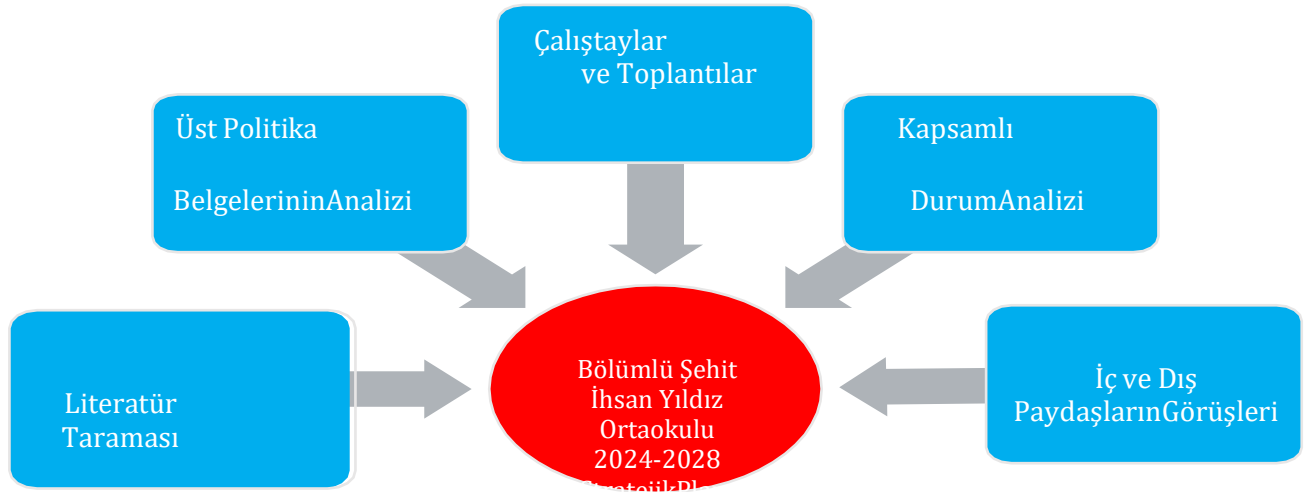 Çalıştaylar
ve Toplantılar
Üst Politika
BelgelerininAnalizi
Kapsamlı
DurumAnalizi
Literatür
Taraması
İç ve Dış
PaydaşlarınGörüşleri
Bölümlü Şehit
İhsan Yıldız
Ortaokulu
2024-2028